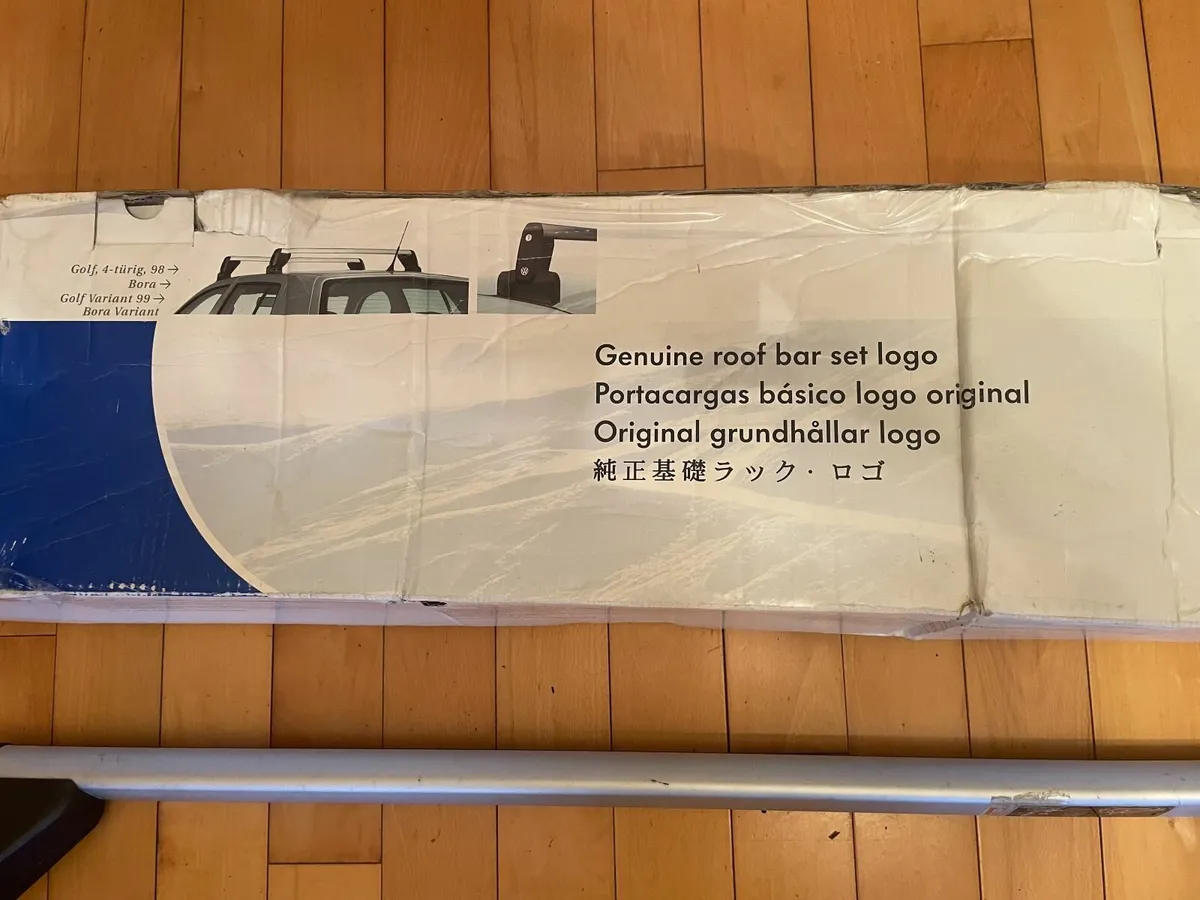 Golf, 4-türig, 98 →
Bora →
Golf Variant 99 →
Bora Variant
Genuine roof bar set logo
Portacargas básico logo original
Original grundhållar logo
純正基礎ラック・ロゴ